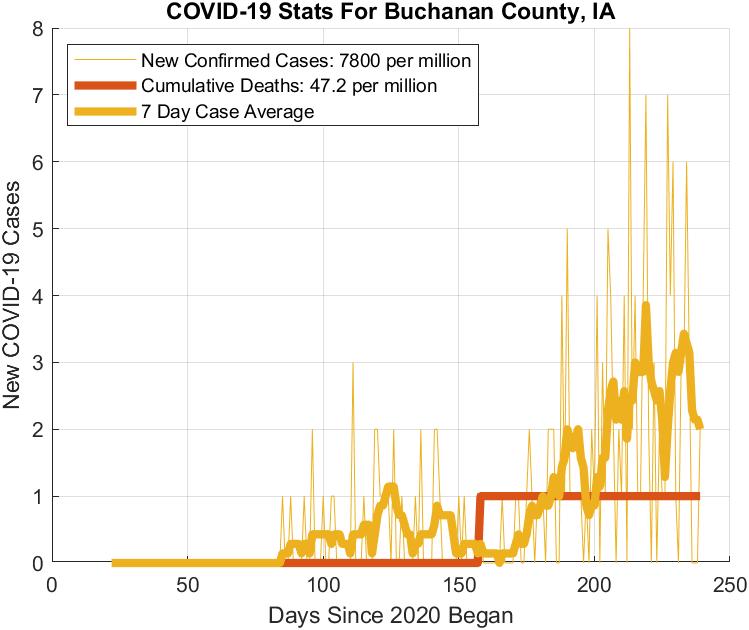 COVID-19 Stats For Buchanan County, IA
New Confirmed Cases: 7800 per million
Cumulative Deaths: 47.2 per million
7 Day Case Average
New COVID-19 Cases
8
7
6
5
4
3
2
1
0
0 50 100 150 200 250
Days Since 2020 Began